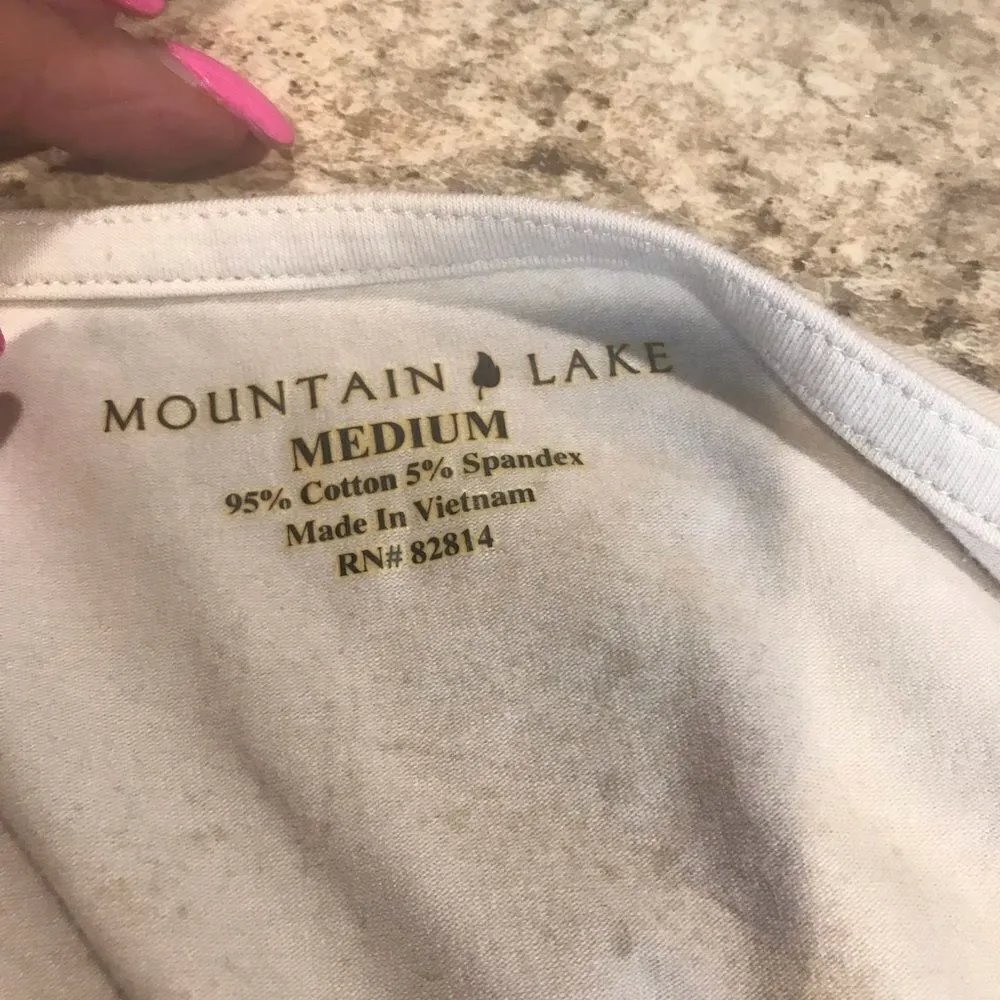 MOUNTAIN LAKE
MEDIUM
95% Cotton 5% Spandex
Made In Vietnam
RN# 82814